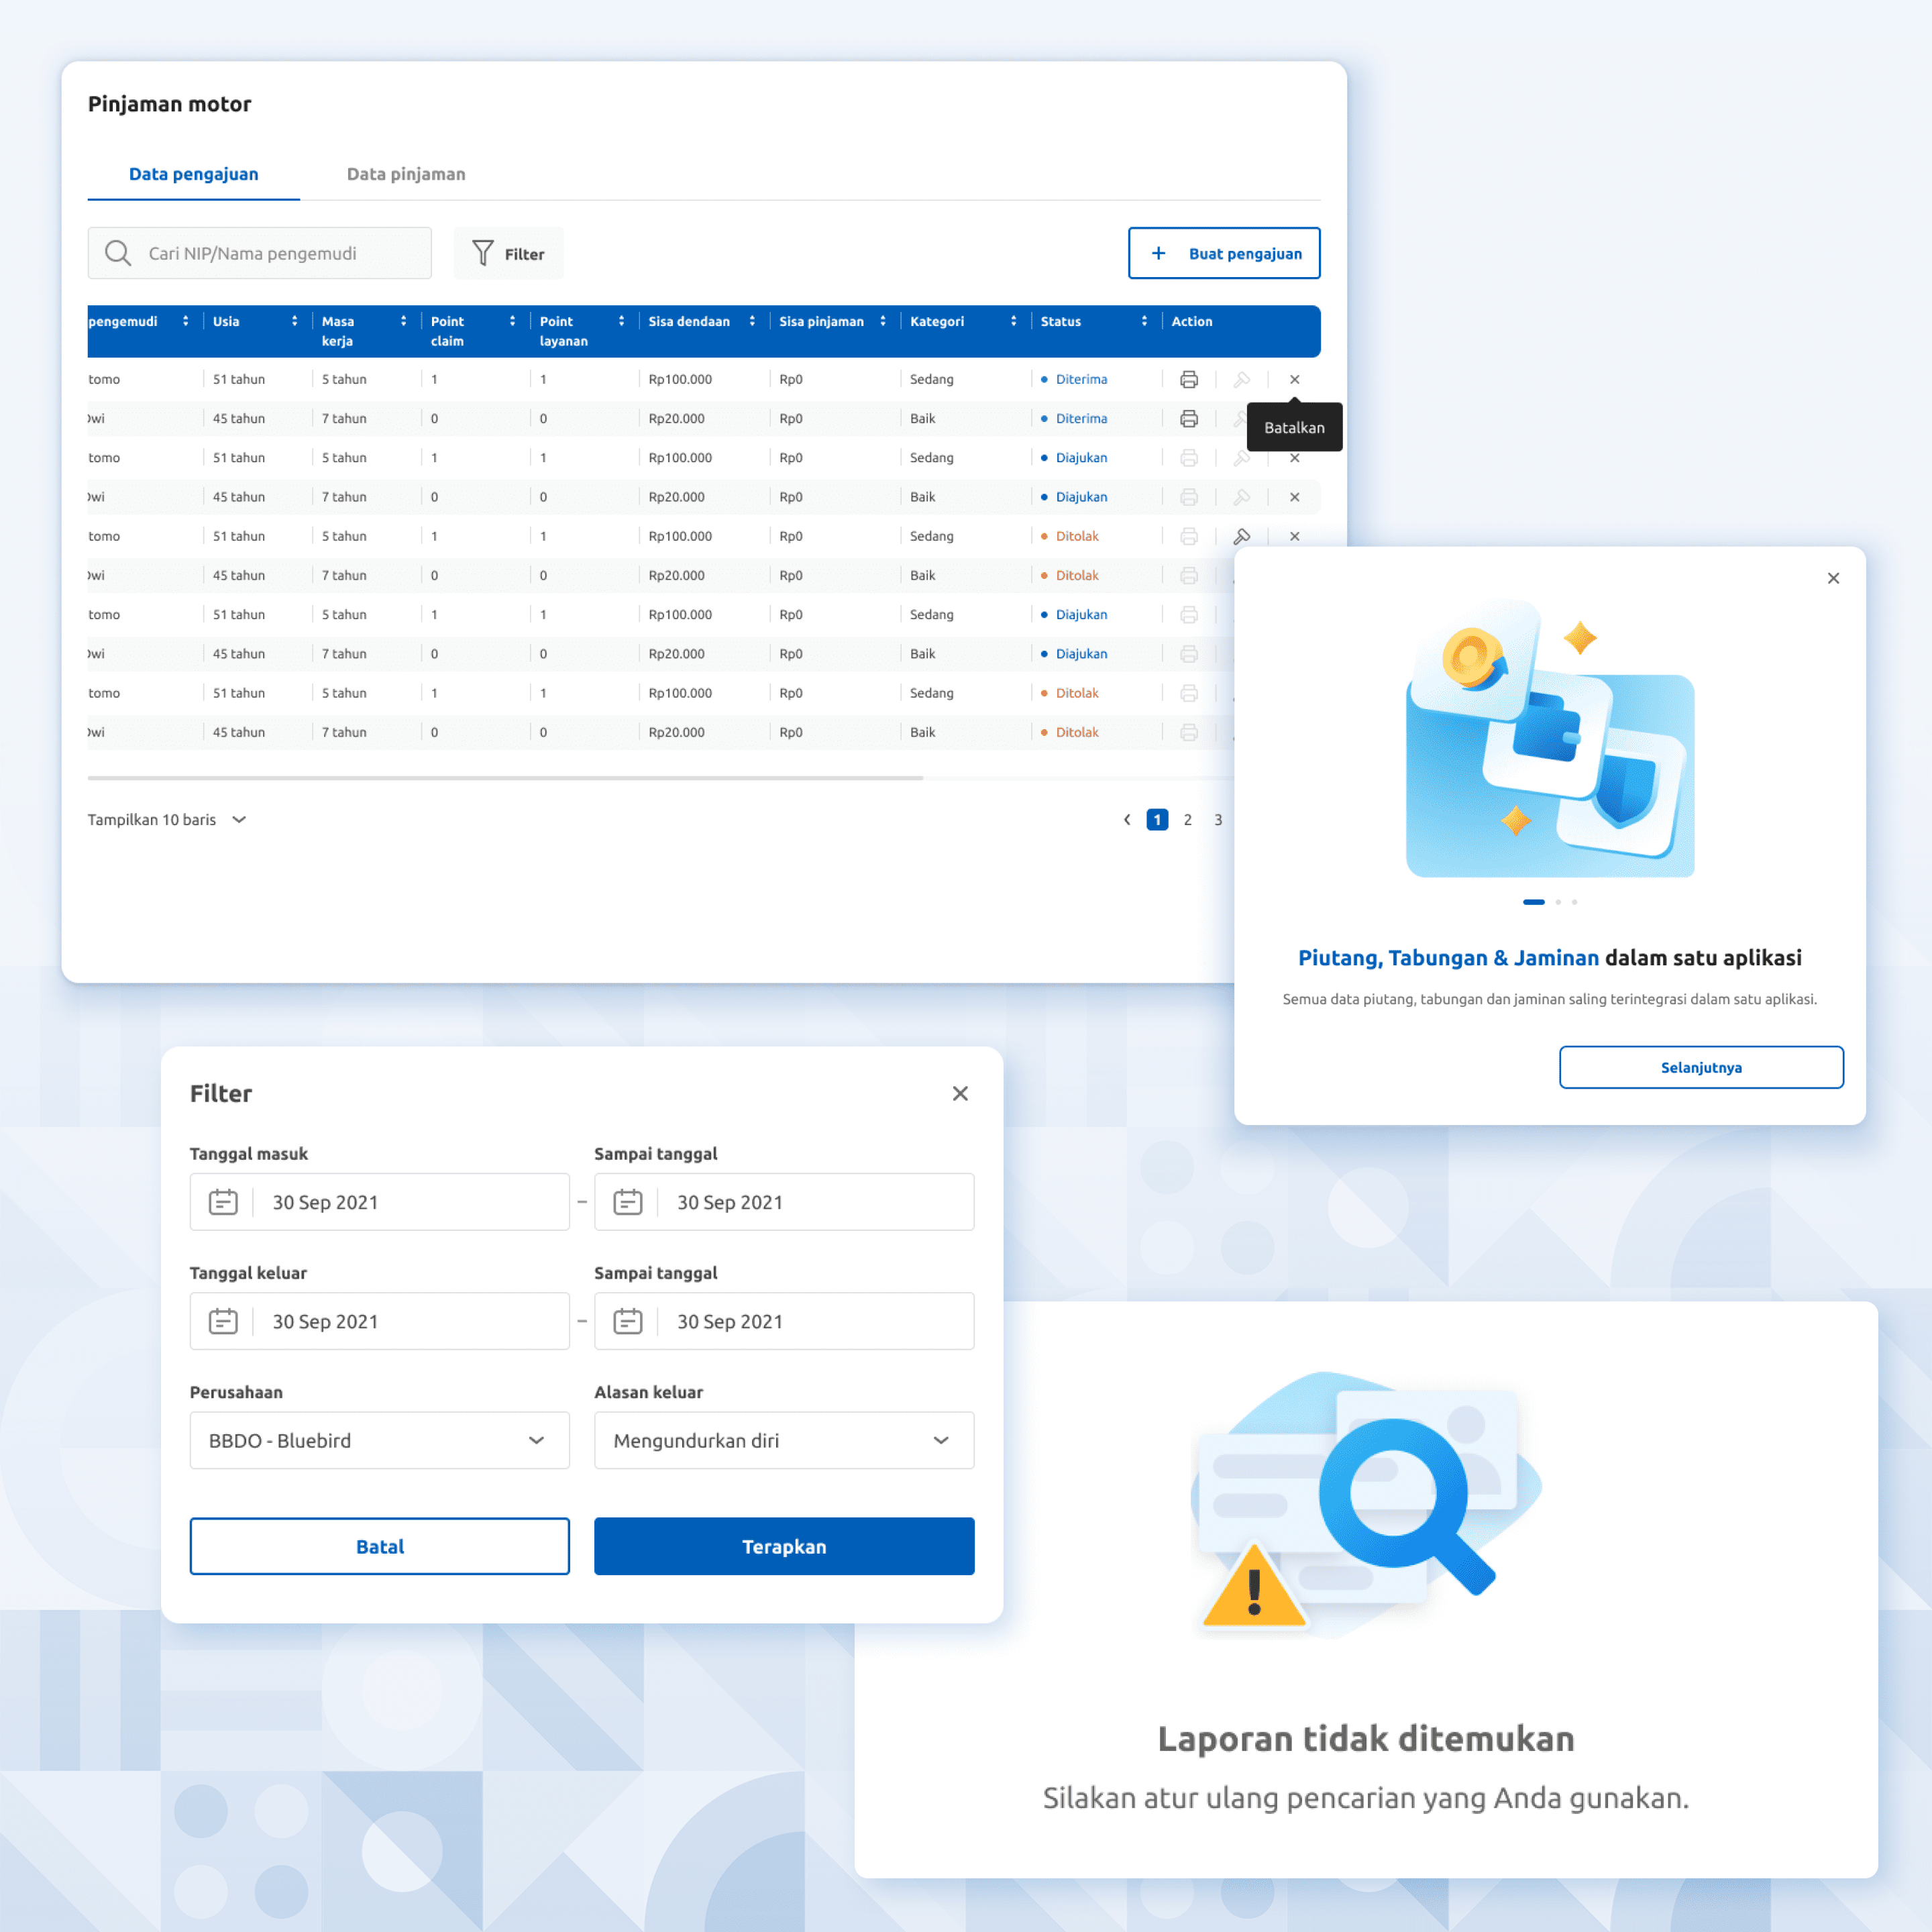 Pinjaman motor
Data pengajuan Data pinjaman
Cari NIP/Nama pengemudi Filter + Buat pengajuan
pengemudi Usia Masa kerja Point claim Point layanan Sisa dendaan Sisa pinjaman Kategori Status Action
tomo 51 tahun 5 tahun 1 1 Rp100.000 Rp0 Sedang Diterima
Dwi 45 tahun 7 tahun 0 0 Rp20.000 Rp0 Baik Diterima
Batalkan
tomo 51 tahun 5 tahun 1 1 Rp100.000 Rp0 Sedang Diajukan
Dwi 45 tahun 7 tahun 0 0 Rp20.000 Rp0 Baik Diajukan
tomo 51 tahun 5 tahun 1 1 Rp100.000 Rp0 Sedang Ditolak
Dwi 45 tahun 7 tahun 0 0 Rp20.000 Rp0 Baik Ditolak
tomo 51 tahun 5 tahun 1 1 Rp100.000 Rp0 Sedang Diajukan
Dwi 45 tahun 7 tahun 0 0 Rp20.000 Rp0 Baik Diajukan
tomo 51 tahun 5 tahun 1 1 Rp100.000 Rp0 Sedang Ditolak
Dwi 45 tahun 7 tahun 0 0 Rp20.000 Rp0 Baik Ditolak
Tampilkan 10 baris 1 2 3
Piutang, Tabungan & Jaminan dalam satu aplikasi
Semua data piutang, tabungan dan jaminan saling terintegrasi dalam satu aplikasi.
Selanjutnya
Filter
Tanggal masuk Sampai tanggal
30 Sep 2021 – 30 Sep 2021
Tanggal keluar Sampai tanggal
30 Sep 2021 – 30 Sep 2021
Perusahaan Alasan keluar
BBDO - Bluebird Mengundurkan diri
Batal Terapkan
Laporan tidak ditemukan
Silakan atur ulang pencarian yang Anda gunakan.